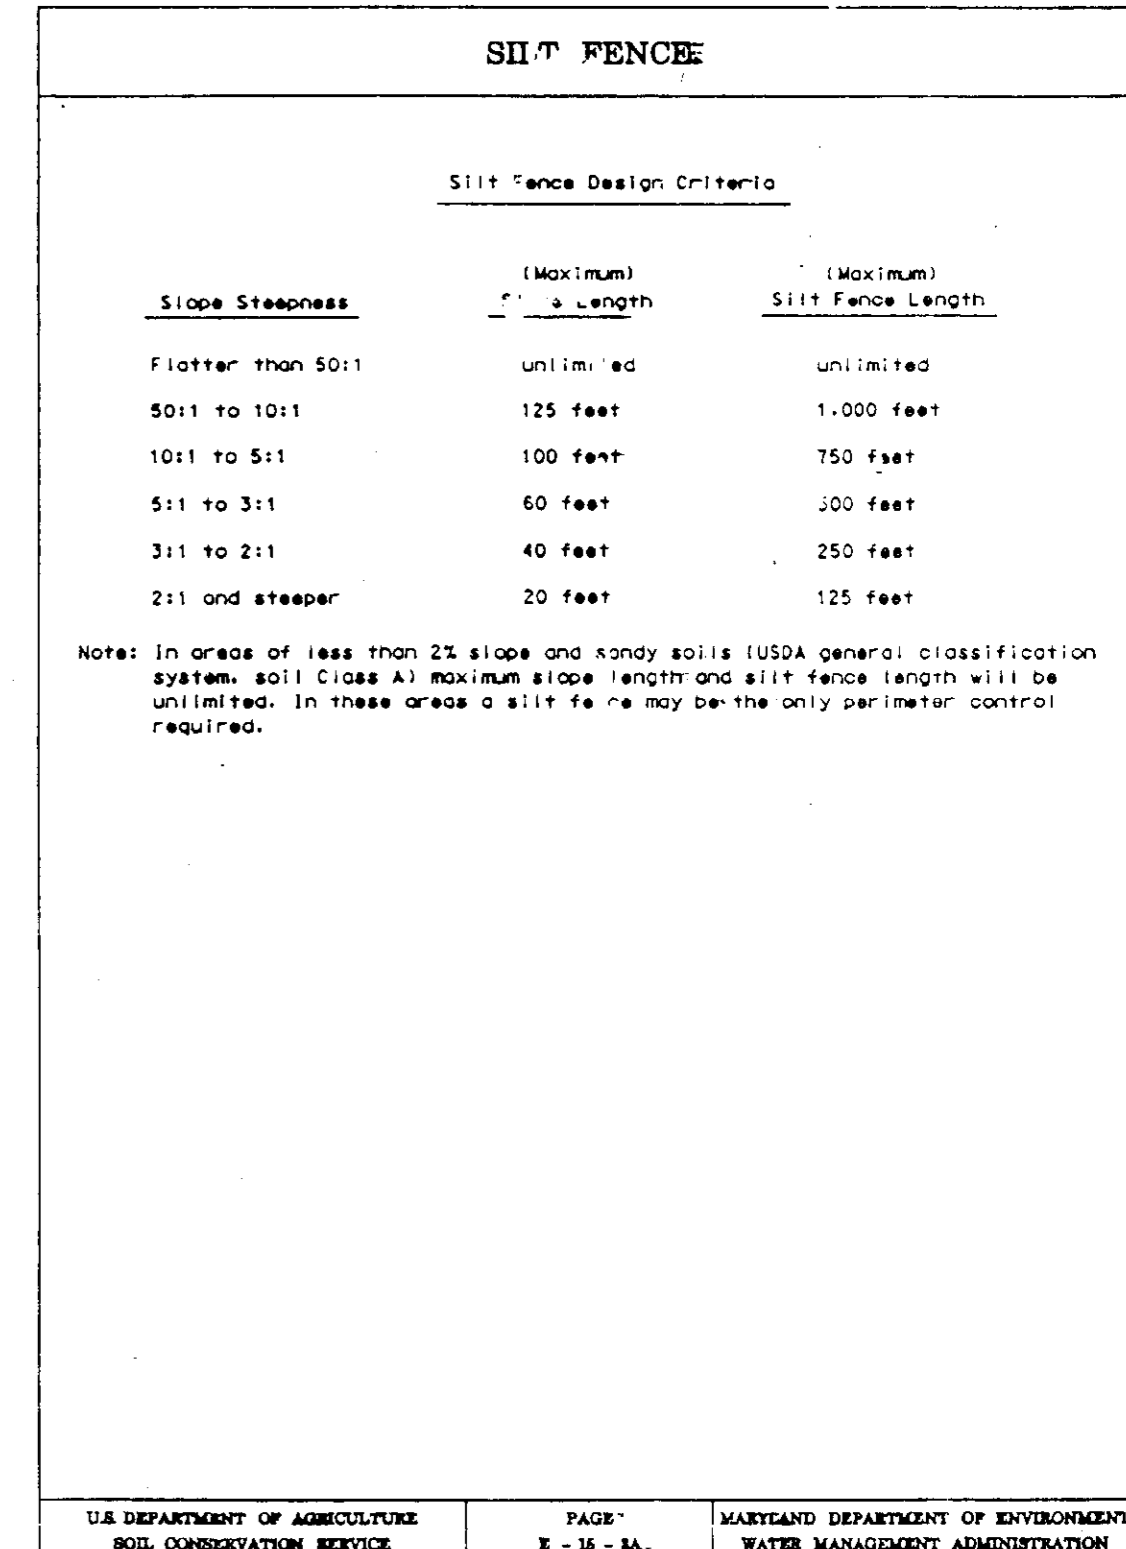 SILT FENCE
Silt Fence Design Criteria
(Maximum) (Maximum)
Slope Steepness Length Silt Fence Length
Flatter than 50:1 unlimited unlimited
50:1 to 10:1 125 feet 1,000 feet
10:1 to 5:1 100 feet 750 feet
5:1 to 3:1 60 feet feet
3:1 to 2:1 40 feet 250 feet
2:1 and steeper 20 feet 125 feet
Note: In areas of less than 2% slope and sandy soils (USDA general classification
system, soil Class A) maximum slope length and silt fence length will be
unlimited. In these areas a silt fence may be the only perimeter control
required.
U.S. DEPARTMENT OF AGRICULTURE PAGE MARYLAND DEPARTMENT OF ENVIRONMENT
SOIL CONSERVATION SERVICE E - 15 - 3A WATER MANAGEMENT ADMINISTRATION